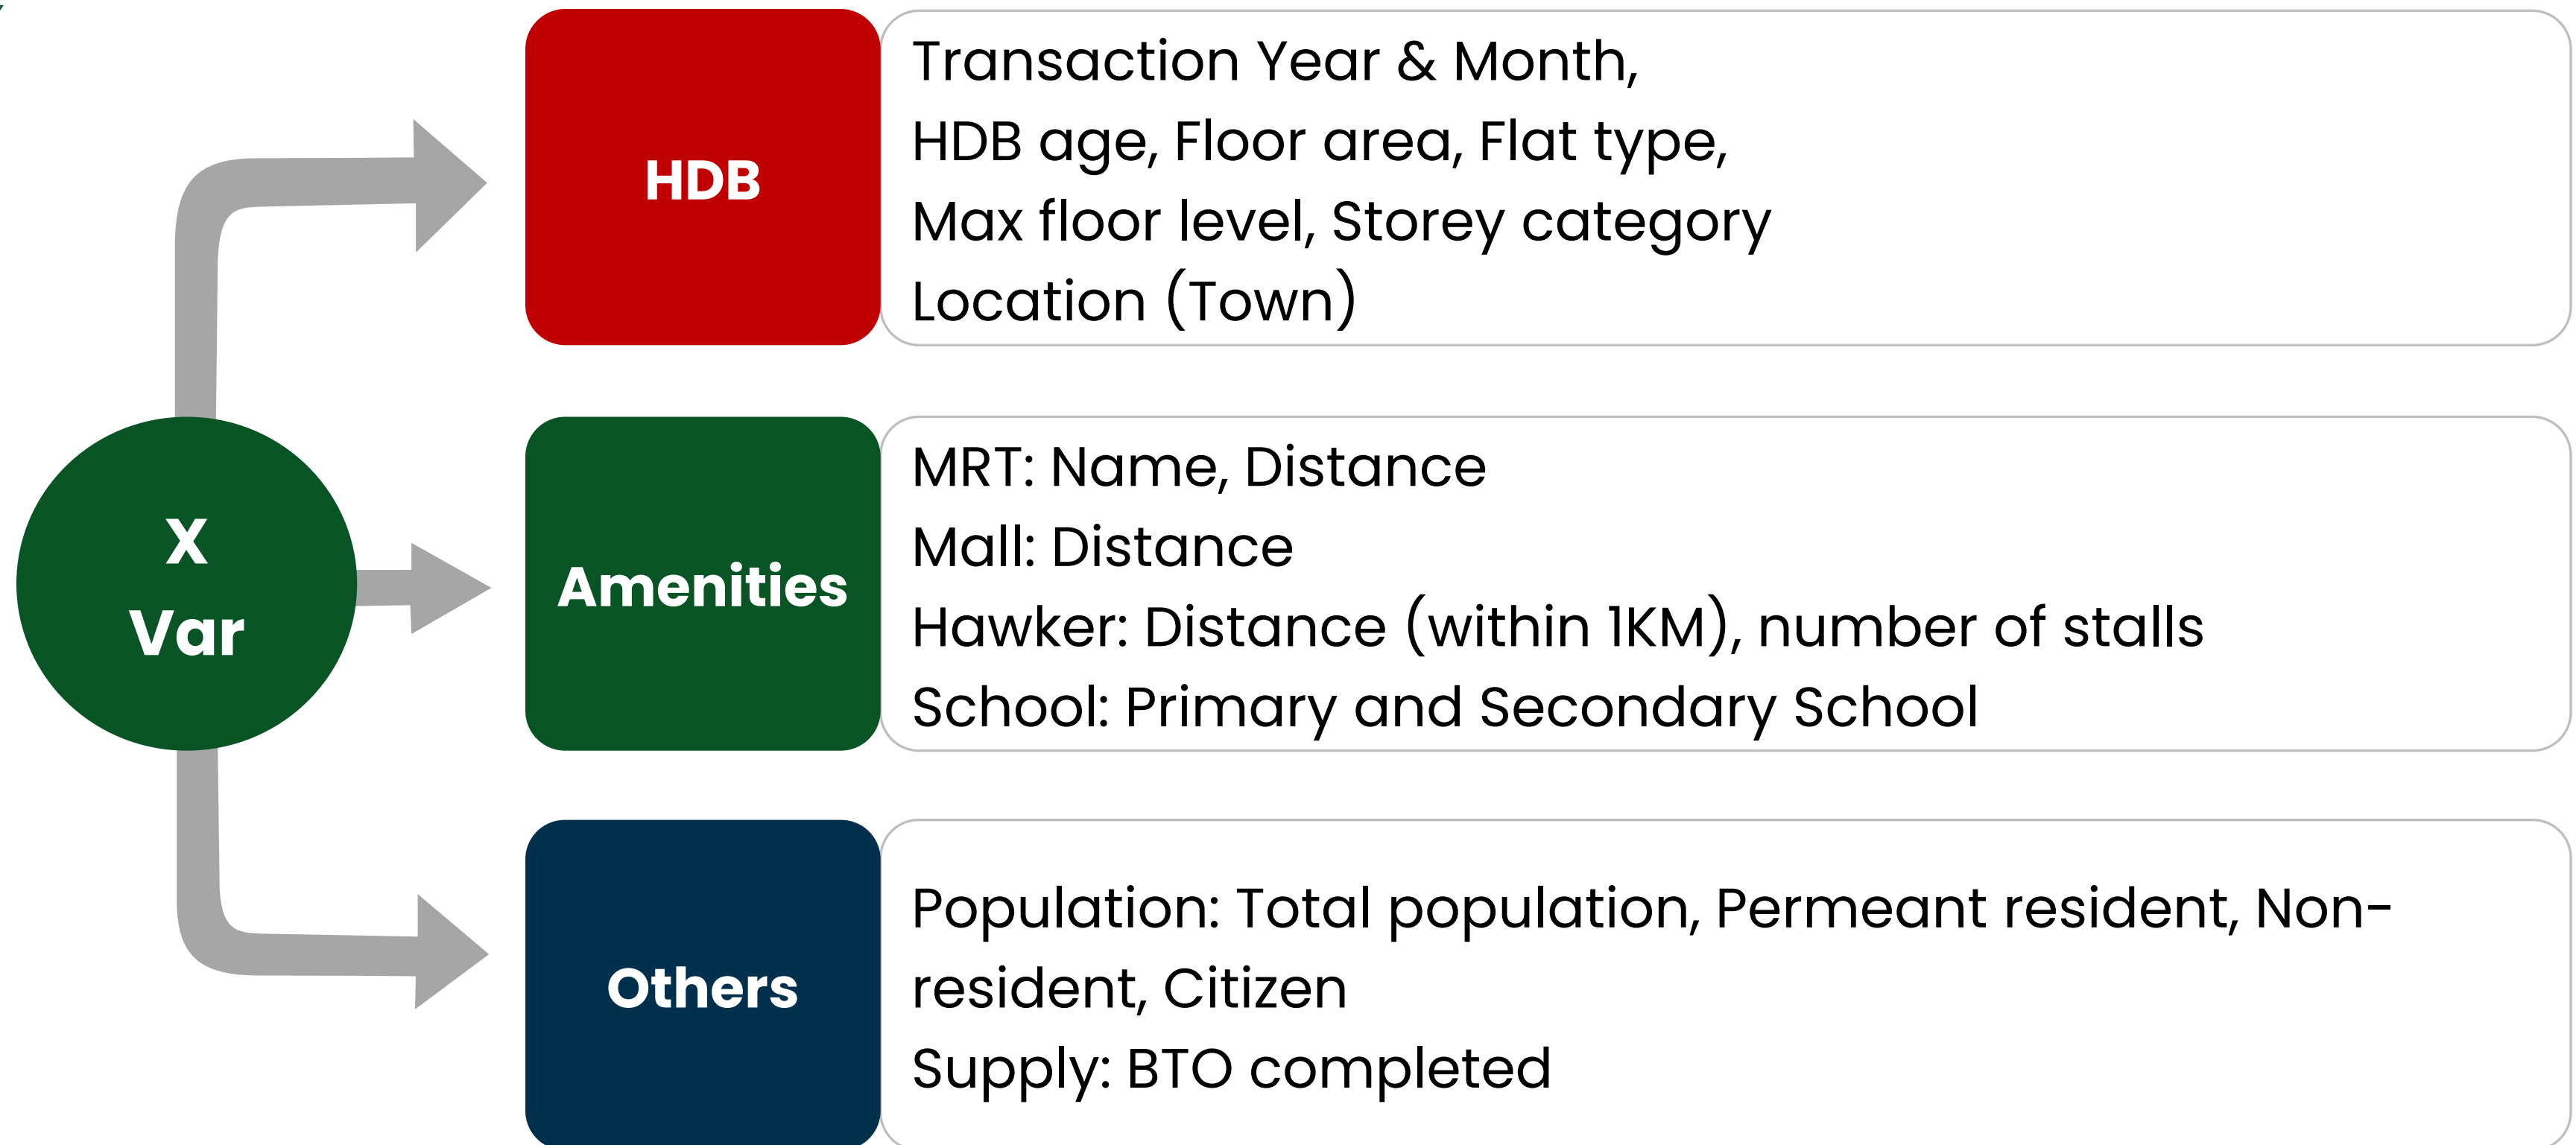 X
Var
HDB
Transaction Year & Month,
HDB age, Floor area, Flat type,
Max floor level, Storey category
Location (Town)
Amenities
MRT: Name, Distance
Mall: Distance
Hawker: Distance (within 1KM), number of stalls
School: Primary and Secondary School
Others
Population: Total population, Permeant resident, Non-
resident, Citizen
Supply: BTO completed